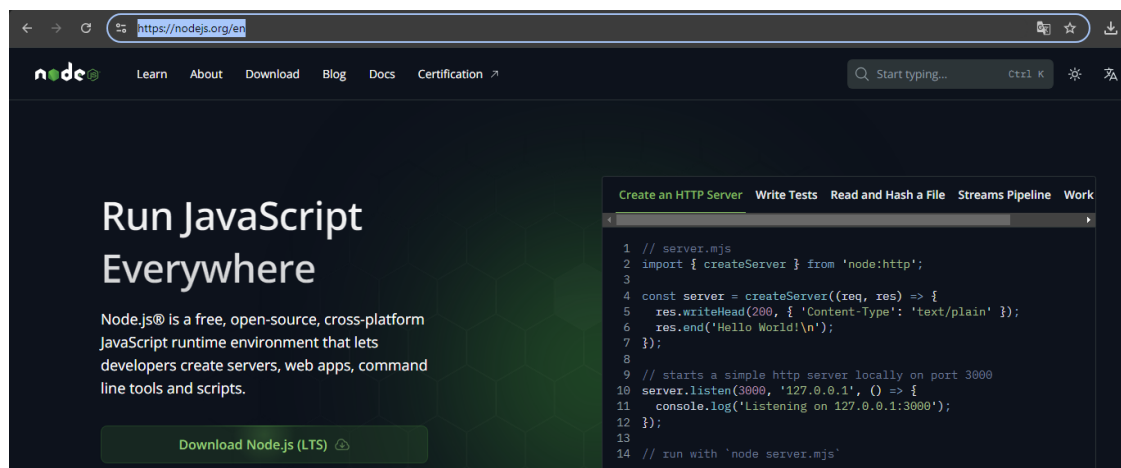 https://nodejs.org/en
node
Learn About Download Blog Docs Certification ↗
Start typing... Ctrl K
Run JavaScript
Everywhere
Node.js® is a free, open-source, cross-platform
JavaScript runtime environment that lets
developers create servers, web apps, command
line tools and scripts.
Download Node.js (LTS)
Create an HTTP Server Write Tests Read and Hash a File Streams Pipeline Work
1 // server.mjs
2 import { createServer } from 'node:http';
3
4 const server = createServer((req, res) => {
5   res.writeHead(200, { 'Content-Type': 'text/plain' });
6   res.end('Hello World!\n');
7 });
8
9 // starts a simple http server locally on port 3000
10 server.listen(3000, '127.0.0.1', () => {
11   console.log('Listening on 127.0.0.1:3000');
12 });
13
14 // run with `node server.mjs`